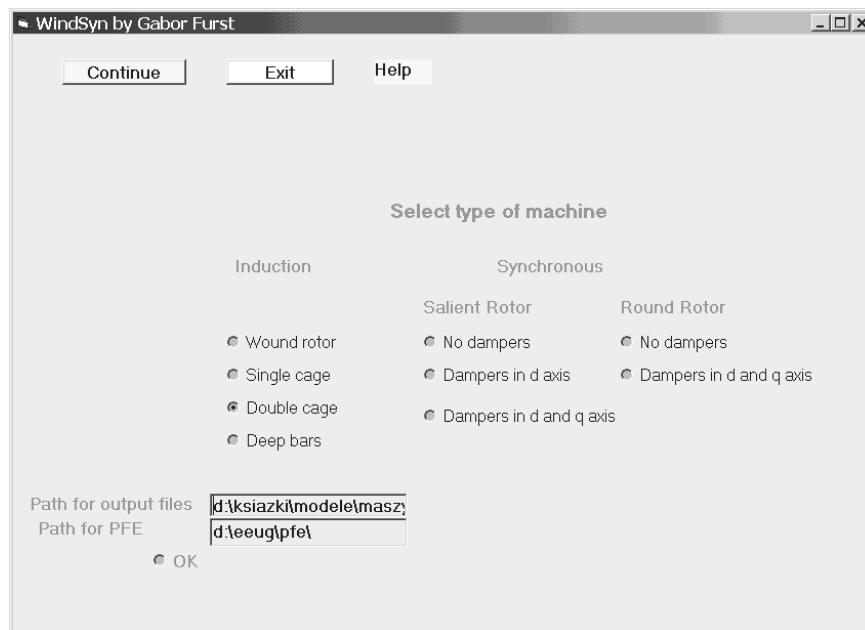 WindSyn by Gabor Furst
Continue Exit Help
Select type of machine
Induction Synchronous
Salient Rotor Round Rotor
Wound rotor No dampers No dampers
Single cage Dampers in d axis Dampers in d and q axis
Double cage Dampers in d and q axis
Deep bars
Path for output files d:\ksiazki\modele\maszy
Path for PFE d:\eeug\pfe\
OK